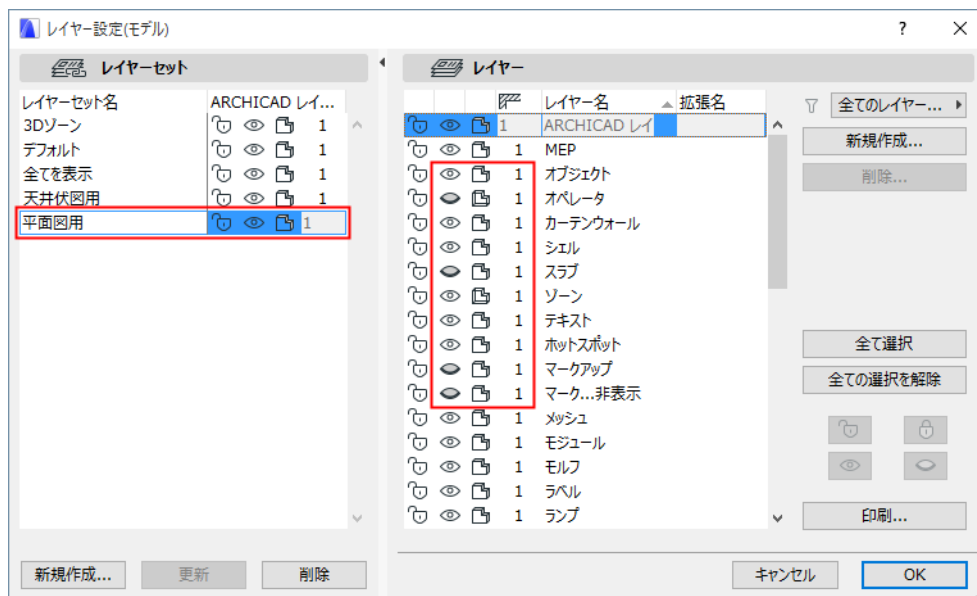 レイヤー設定(モデル)
? ×
レイヤーセット
レイヤーセット名 ARCHICAD レイ...
3Dゾーン 1
デフォルト 1
全てを表示 1
天井伏図用 1
平面図用 1
新規作成... 更新 削除
レイヤー
レイヤー名 拡張名
1 ARCHICAD レイ
1 MEP
1 オブジェクト
1 オペレータ
1 カーテンウォール
1 シェル
1 スラブ
1 ゾーン
1 テキスト
1 ホットスポット
1 マークアップ
1 マーク...非表示
1 メッシュ
1 モジュール
1 モルフ
1 ラベル
1 ランプ
全てのレイヤー...
新規作成...
削除...
全て選択
全ての選択を解除
印刷...
キャンセル OK